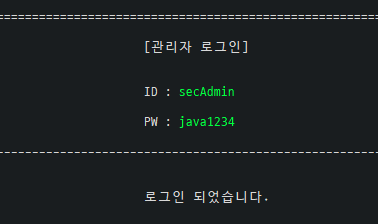 [관리자 로그인]
ID : secAdmin
PW : java1234
로그인 되었습니다.